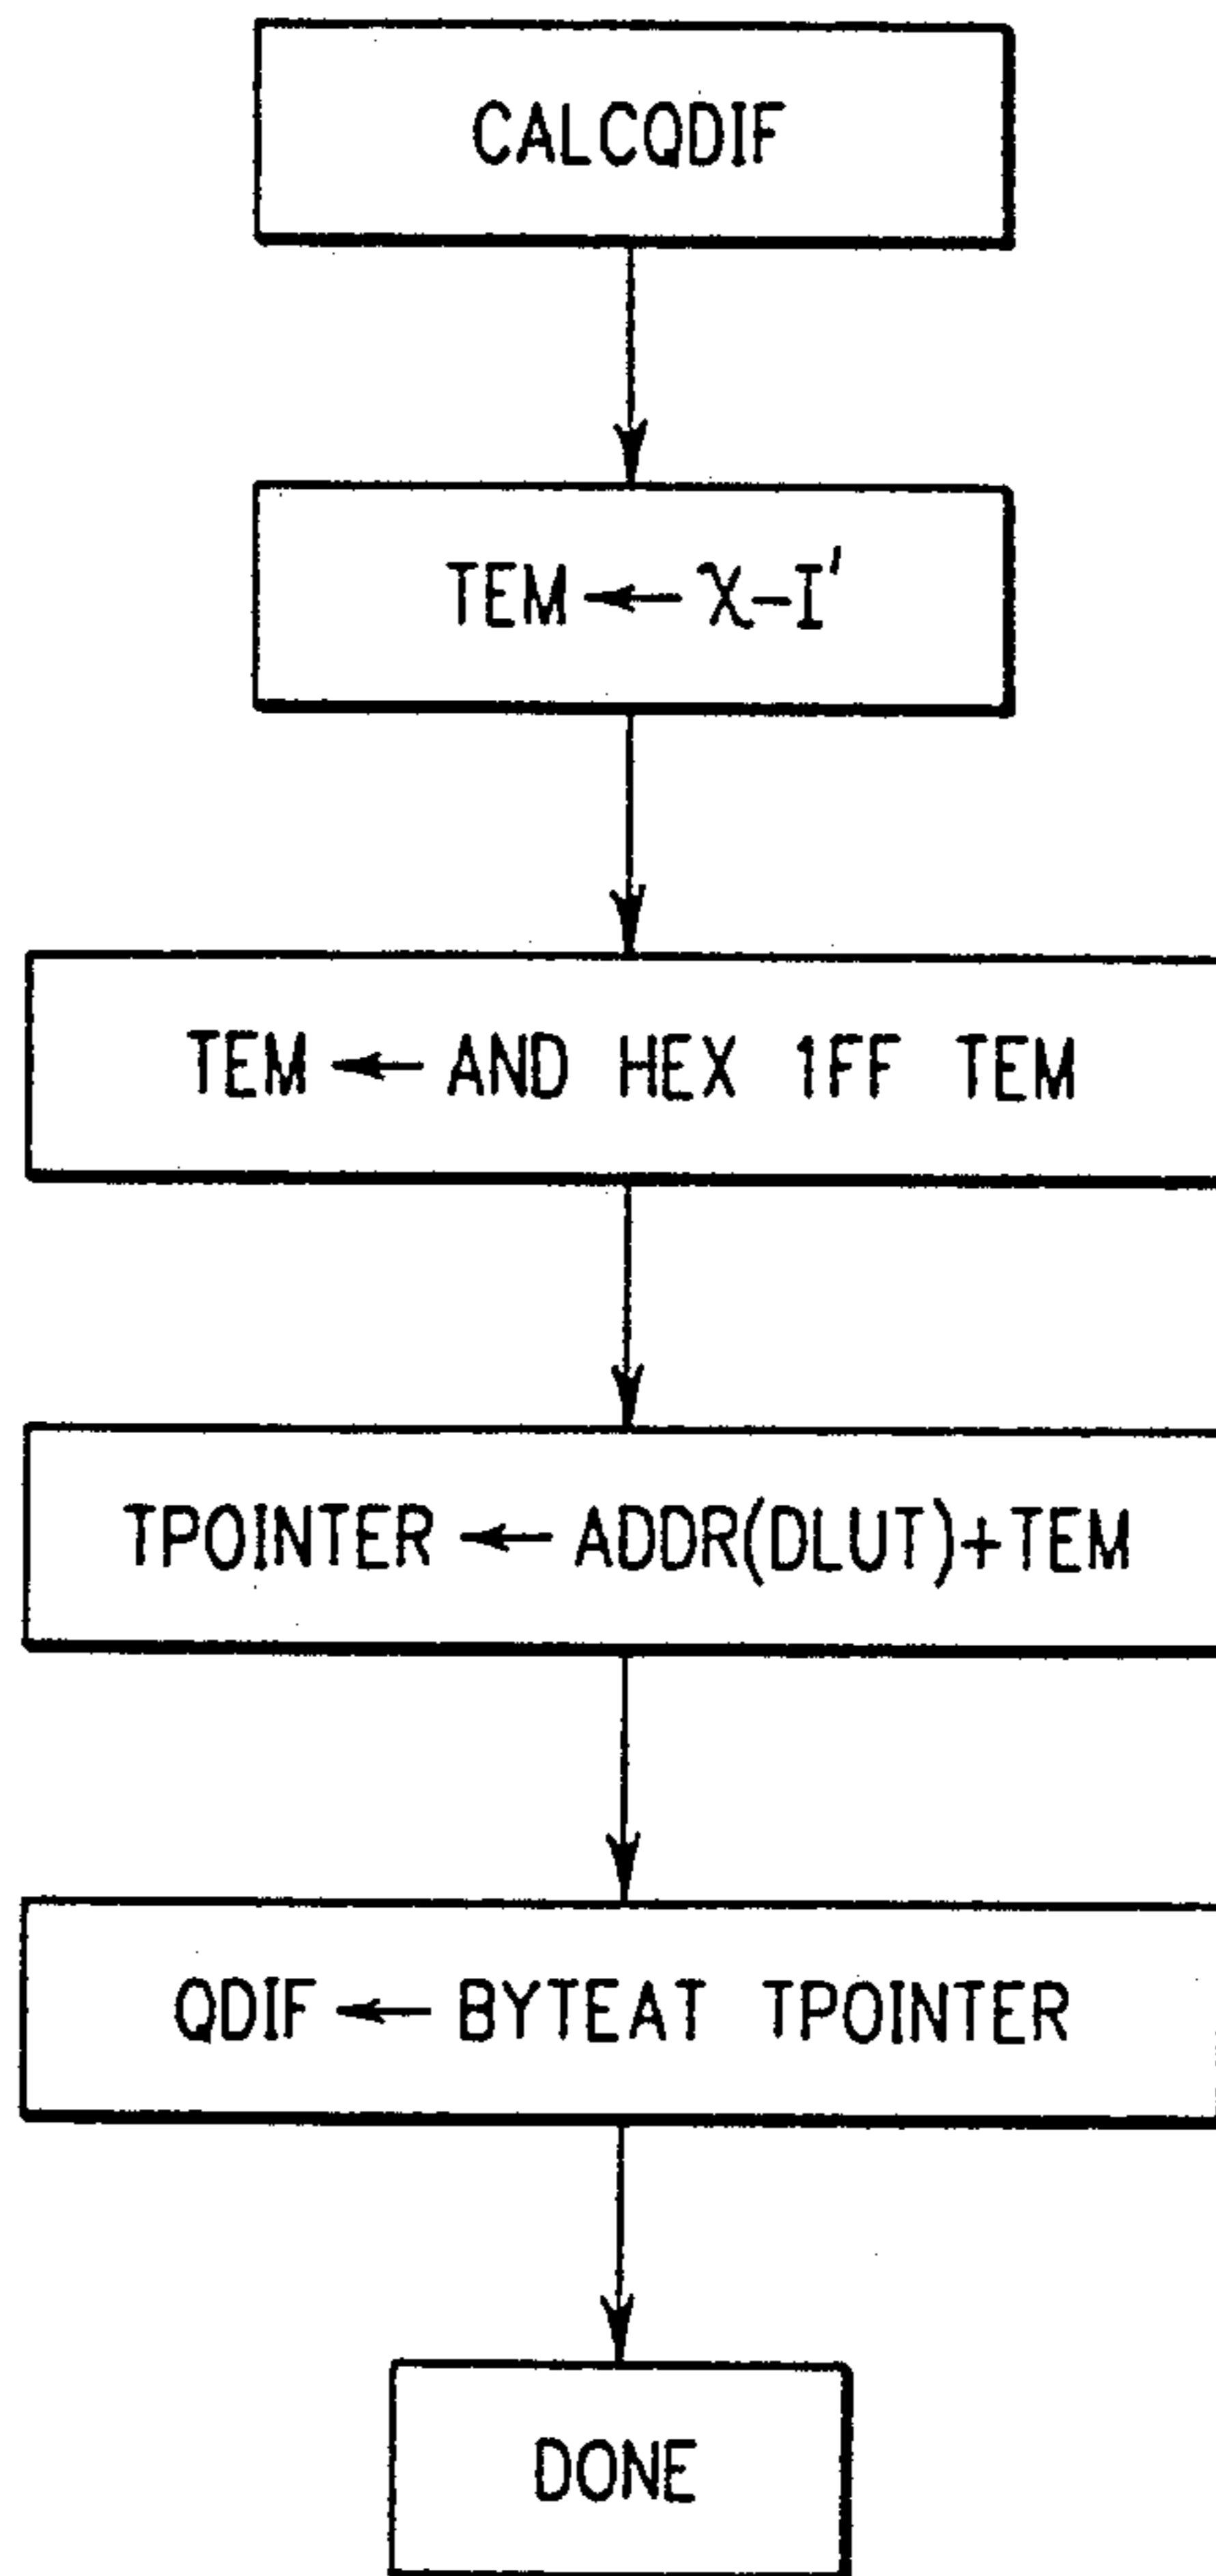 CALCQDIF
TEM ← X-I'
TEM ← AND HEX 1FF TEM
TPOINTER ← ADDR(DLUT)+TEM
QDIF ← BYTEAT TPOINTER
DONE